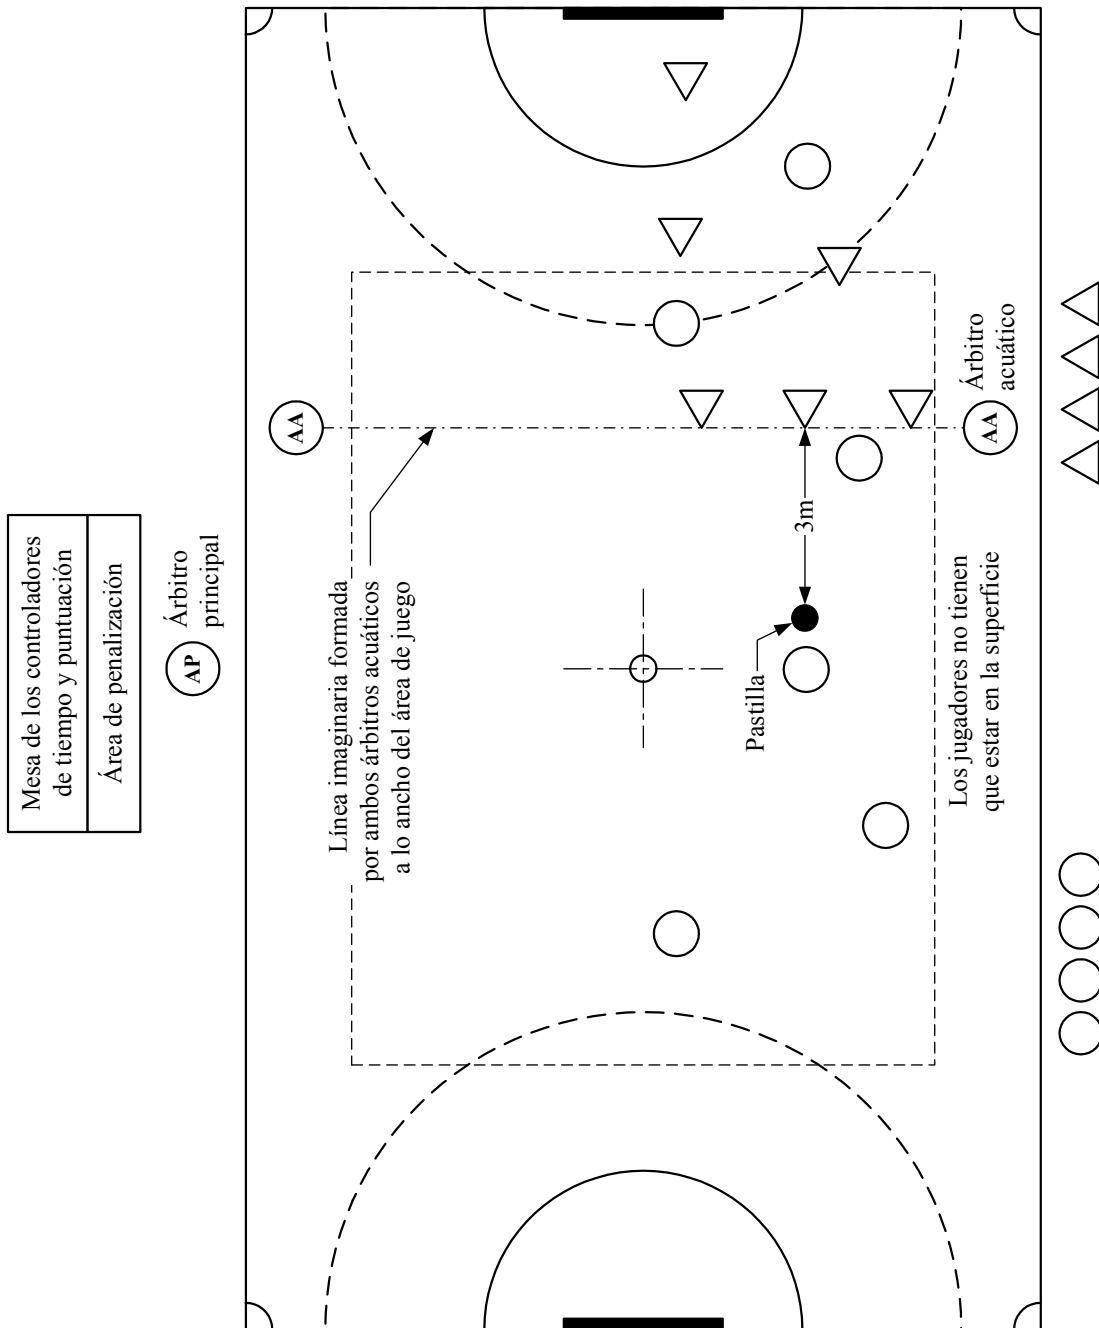 Mesa de los controladores
de tiempo y puntuación
Área de penalización
AP
Árbitro
principal
Línea imaginaria formada
por ambos árbitros acuáticos
a lo ancho del área de juego
AA
AA
Árbitro
acuático
3m
Pastilla
Los jugadores no tienen
que estar en la superficie